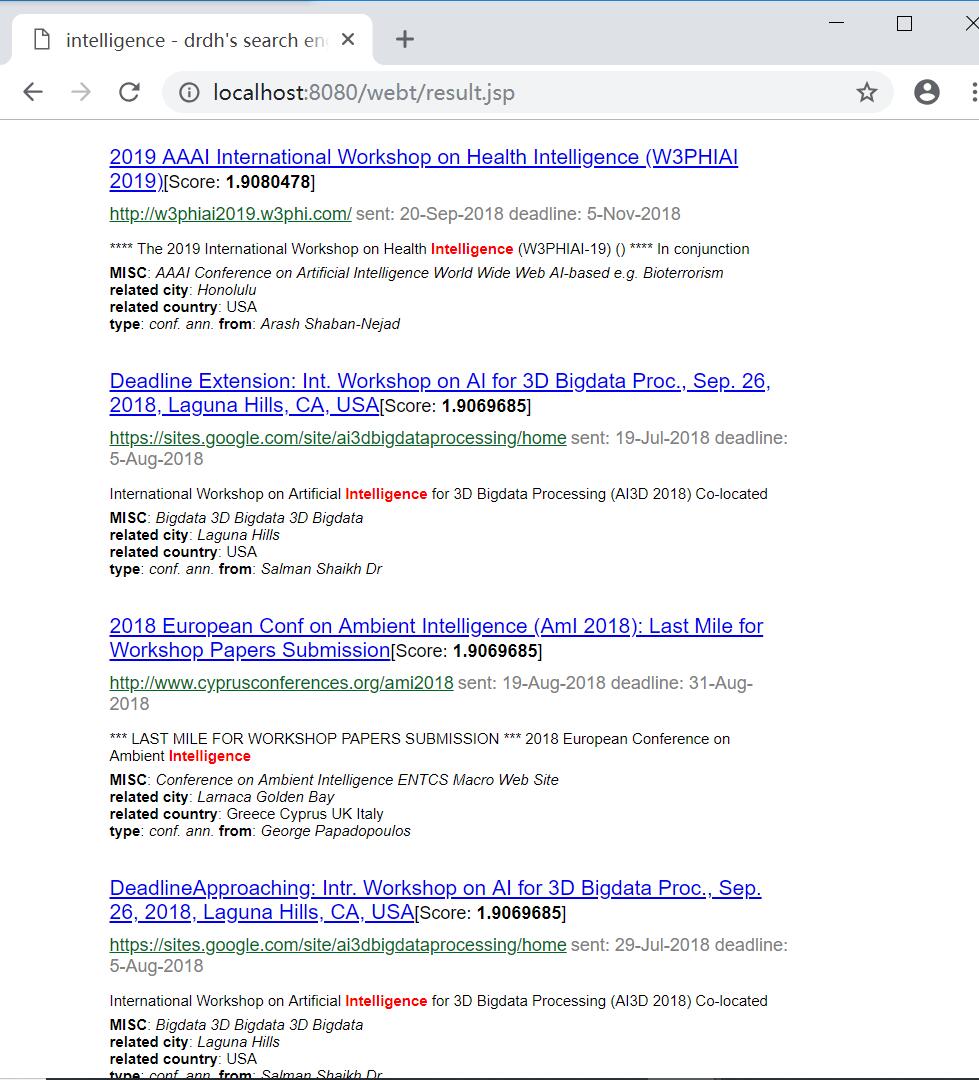 intelligence - drdh's search en
localhost:8080/webt/result.jsp
2019 AAAI International Workshop on Health Intelligence (W3PHIAI
2019)[Score: 1.9080478]
http://w3phiai2019.w3phi.com/ sent: 20-Sep-2018 deadline: 5-Nov-2018
**** The 2019 International Workshop on Health Intelligence (W3PHIAI-19) () **** In conjunction
MISC: AAAI Conference on Artificial Intelligence World Wide Web AI-based e.g. Bioterrorism
related city: Honolulu
related country: USA
type: conf. ann. from: Arash Shaban-Nejad
Deadline Extension: Int. Workshop on AI for 3D Bigdata Proc., Sep. 26,
2018, Laguna Hills, CA, USA[Score: 1.9069685]
https://sites.google.com/site/ai3dbigdataprocessing/home sent: 19-Jul-2018 deadline:
5-Aug-2018
International Workshop on Artificial Intelligence for 3D Bigdata Processing (AI3D 2018) Co-located
MISC: Bigdata 3D Bigdata 3D Bigdata
related city: Laguna Hills
related country: USA
type: conf. ann. from: Salman Shaikh Dr
2018 European Conf on Ambient Intelligence (AmI 2018): Last Mile for
Workshop Papers Submission[Score: 1.9069685]
http://www.cyprusconferences.org/ami2018 sent: 19-Aug-2018 deadline: 31-Aug-
2018
*** LAST MILE FOR WORKSHOP PAPERS SUBMISSION *** 2018 European Conference on
Ambient Intelligence
MISC: Conference on Ambient Intelligence ENTCS Macro Web Site
related city: Larnaca Golden Bay
related country: Greece Cyprus UK Italy
type: conf. ann. from: George Papadopoulos
DeadlineApproaching: Intr. Workshop on AI for 3D Bigdata Proc., Sep.
26, 2018, Laguna Hills, CA, USA[Score: 1.9069685]
https://sites.google.com/site/ai3dbigdataprocessing/home sent: 29-Jul-2018 deadline:
5-Aug-2018
International Workshop on Artificial Intelligence for 3D Bigdata Processing (AI3D 2018) Co-located
MISC: Bigdata 3D Bigdata 3D Bigdata
related city: Laguna Hills
related country: USA
type: conf. ann. from: Salman Shaikh Dr